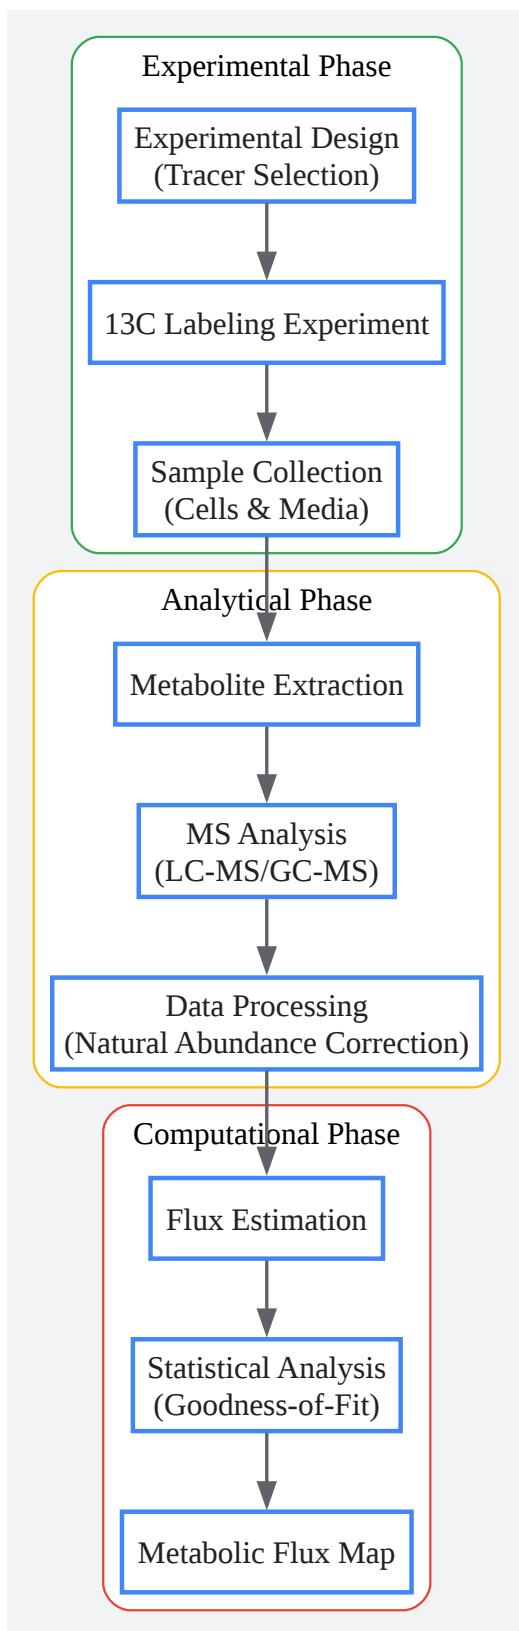 Experimental Phase
Experimental Design
(Tracer Selection)
13C Labeling Experiment
Sample Collection
(Cells & Media)
Analytical Phase
Metabolite Extraction
MS Analysis
(LC-MS/GC-MS)
Data Processing
(Natural Abundance Correction)
Computational Phase
Flux Estimation
Statistical Analysis
(Goodness-of-Fit)
Metabolic Flux Map